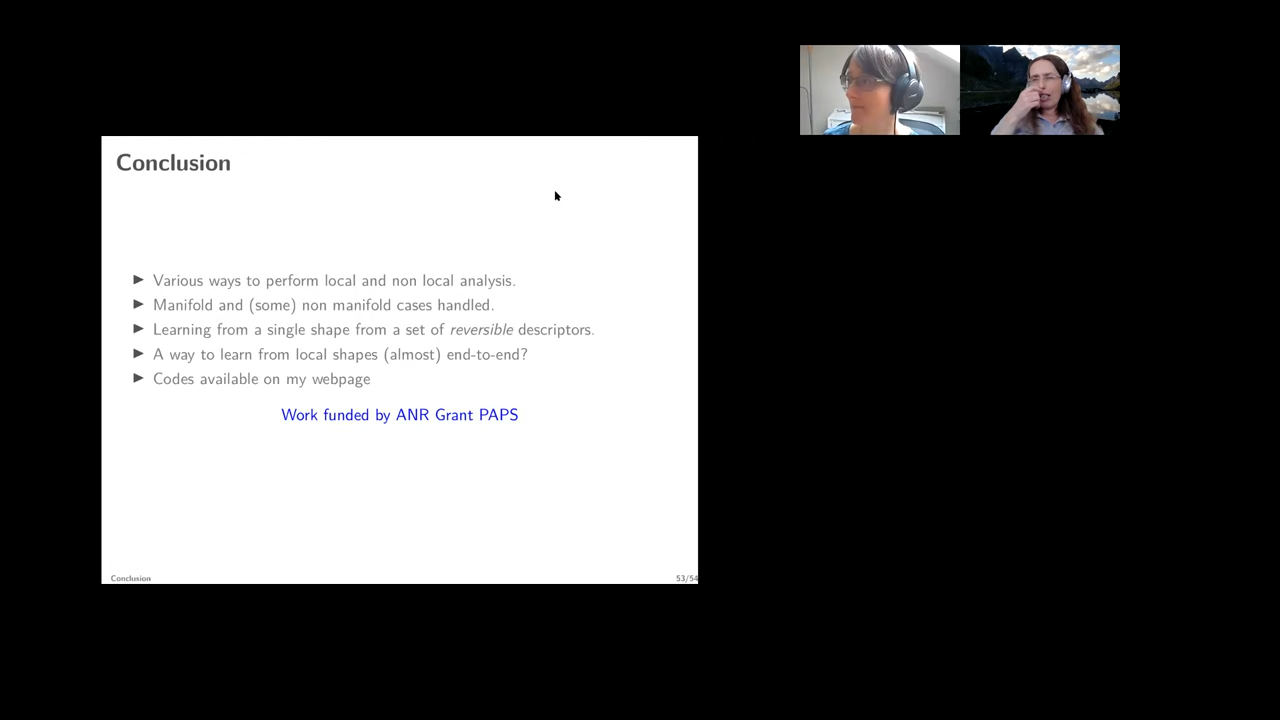 Conclusion
▶ Various ways to perform local and non local analysis.
▶ Manifold and (some) non manifold cases handled.
▶ Learning from a single shape from a set of reversible descriptors.
▶ A way to learn from local shapes (almost) end-to-end?
▶ Codes available on my webpage
Work funded by ANR Grant PAPS
Conclusion
53/54